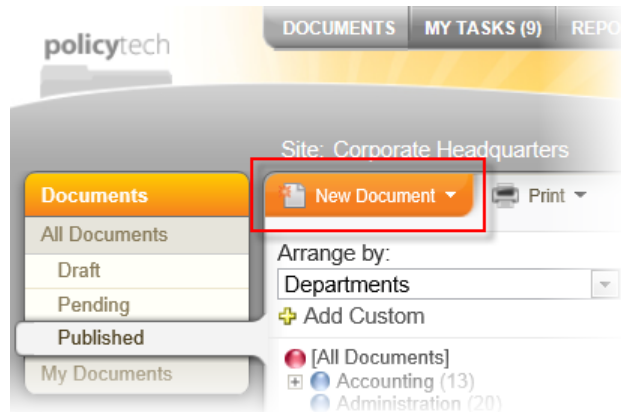 policytech
DOCUMENTS MY TASKS (9) REPO
Site: Corporate Headquarters
Documents
New Document Print
All Documents
Draft
Pending
Published
My Documents
Arrange by:
Departments
Add Custom
[All Documents]
Accounting (13)
Administration (20)